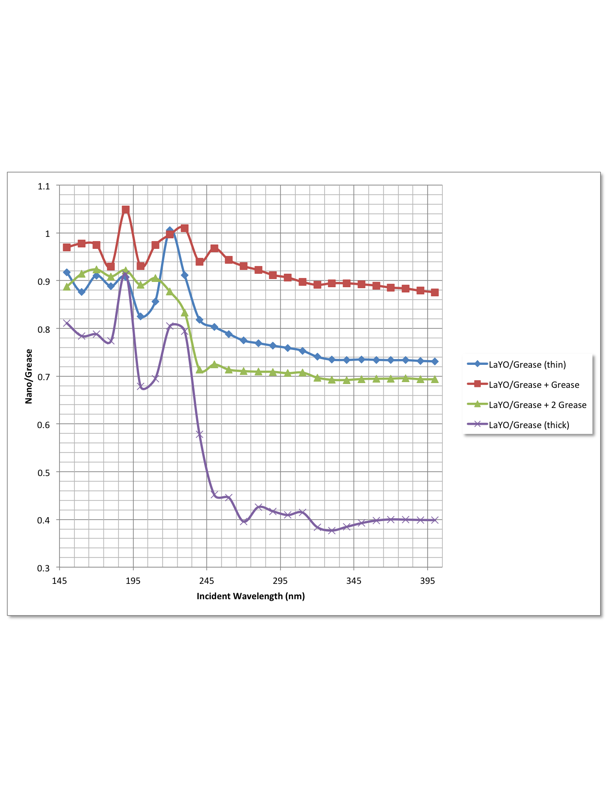 1.1
1
0.9
0.8
0.7
0.6
0.5
0.4
0.3
145 195 245 295 345 395
Nano/Grease
Incident Wavelength (nm)
LaYO/Grease (thin)
LaYO/Grease + Grease
LaYO/Grease + 2 Grease
LaYO/Grease (thick)